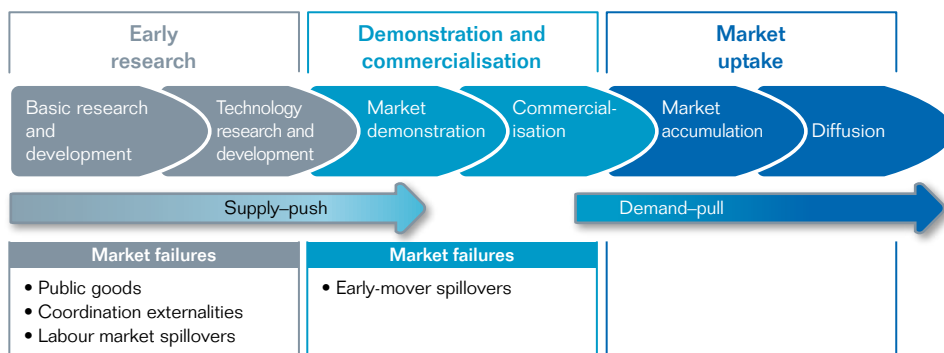 Early
research
Demonstration and
commercialisation
Market
uptake
Basic research
and
development
Technology
research and
development
Market
demonstration
Commercial-
isation
Market
accumulation
Diffusion
Supply–push
Demand–pull
Market failures
• Public goods
• Coordination externalities
• Labour market spillovers
Market failures
• Early-mover spillovers